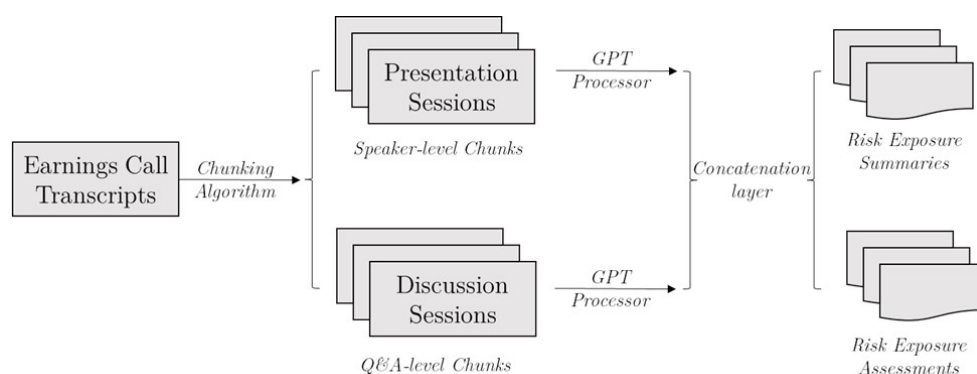 Earnings Call
Transcripts
Chunking
Algorithm
Presentation
Sessions
Speaker-level Chunks
GPT
Processor
Discussion
Sessions
Q&A-level Chunks
GPT
Processor
Concatenation
layer
Risk Exposure
Summaries
Risk Exposure
Assessments